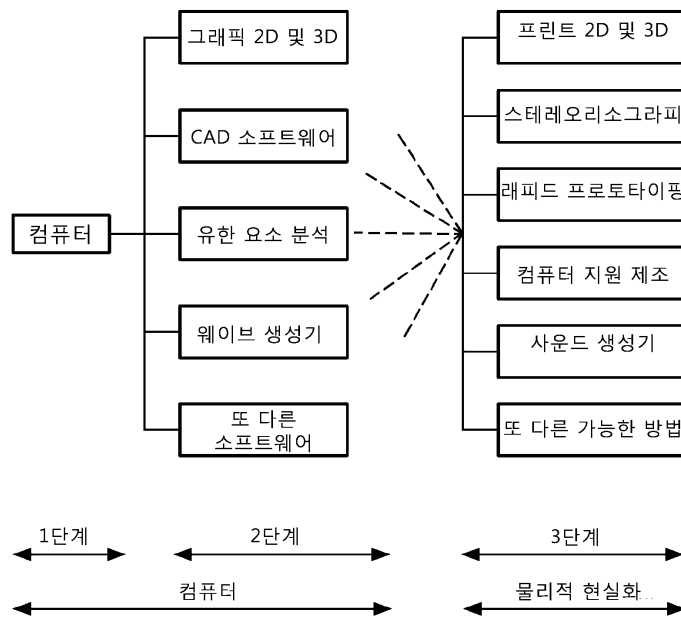 그래픽 2D 및 3D
CAD 소프트웨어
컴퓨터
유한 요소 분석
웨이브 생성기
또 다른
소프트웨어
프린트 2D 및 3D
스테레오리소그라피
래피드 프로토타이핑
컴퓨터 지원 제조
사운드 생성기
또 다른 가능한 방법
1단계
2단계
3단계
컴퓨터
물리적 현실화...